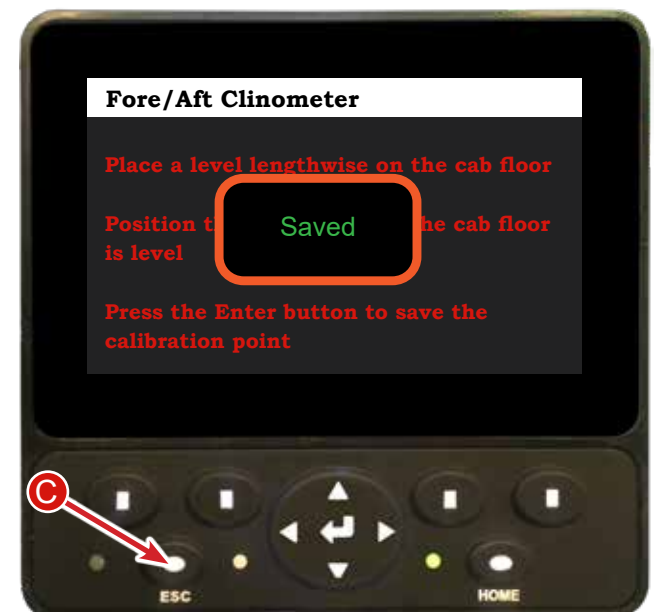 Fore/Aft Clinometer
Place a level lengthwise on the cab floor
Position t
Saved
he cab floor
is level
Press the Enter button to save the
calibration point
C
ESC
HOME